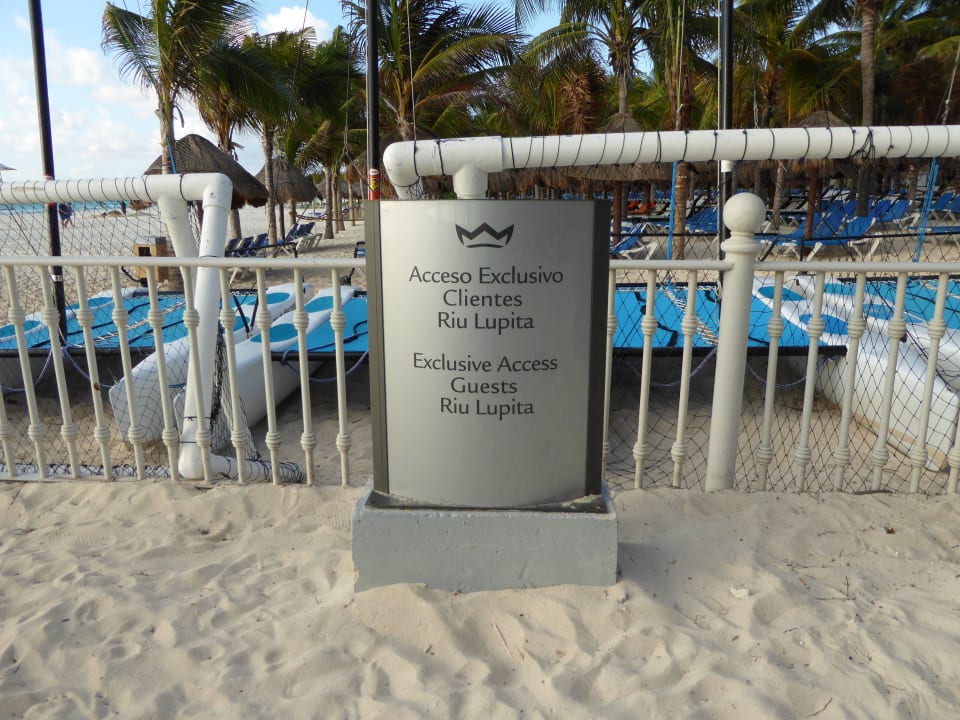 Acceso Exclusivo
Clientes
Riu Lupita
Exclusive Access
Guests
Riu Lupita